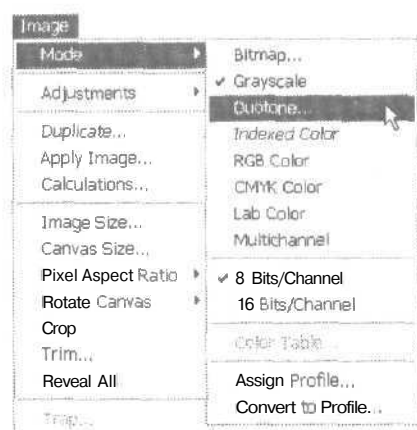 Image
Mode
Adjustments
Duplicate...
Apply Image...
Calculations...
Image Size...
Canvas Size...
Pixel Aspect Ratio
Rotate Canvas
Crop
Trim...
Reveal All
Trap...
Bitmap...
Grayscale
Duotone...
Indexed Color
RGB Color
CMYK Color
Lab Color
Multichannel
8 Bits/Channel
16 Bits/Channel
Color Table...
Assign Profile...
Convert to Profile...